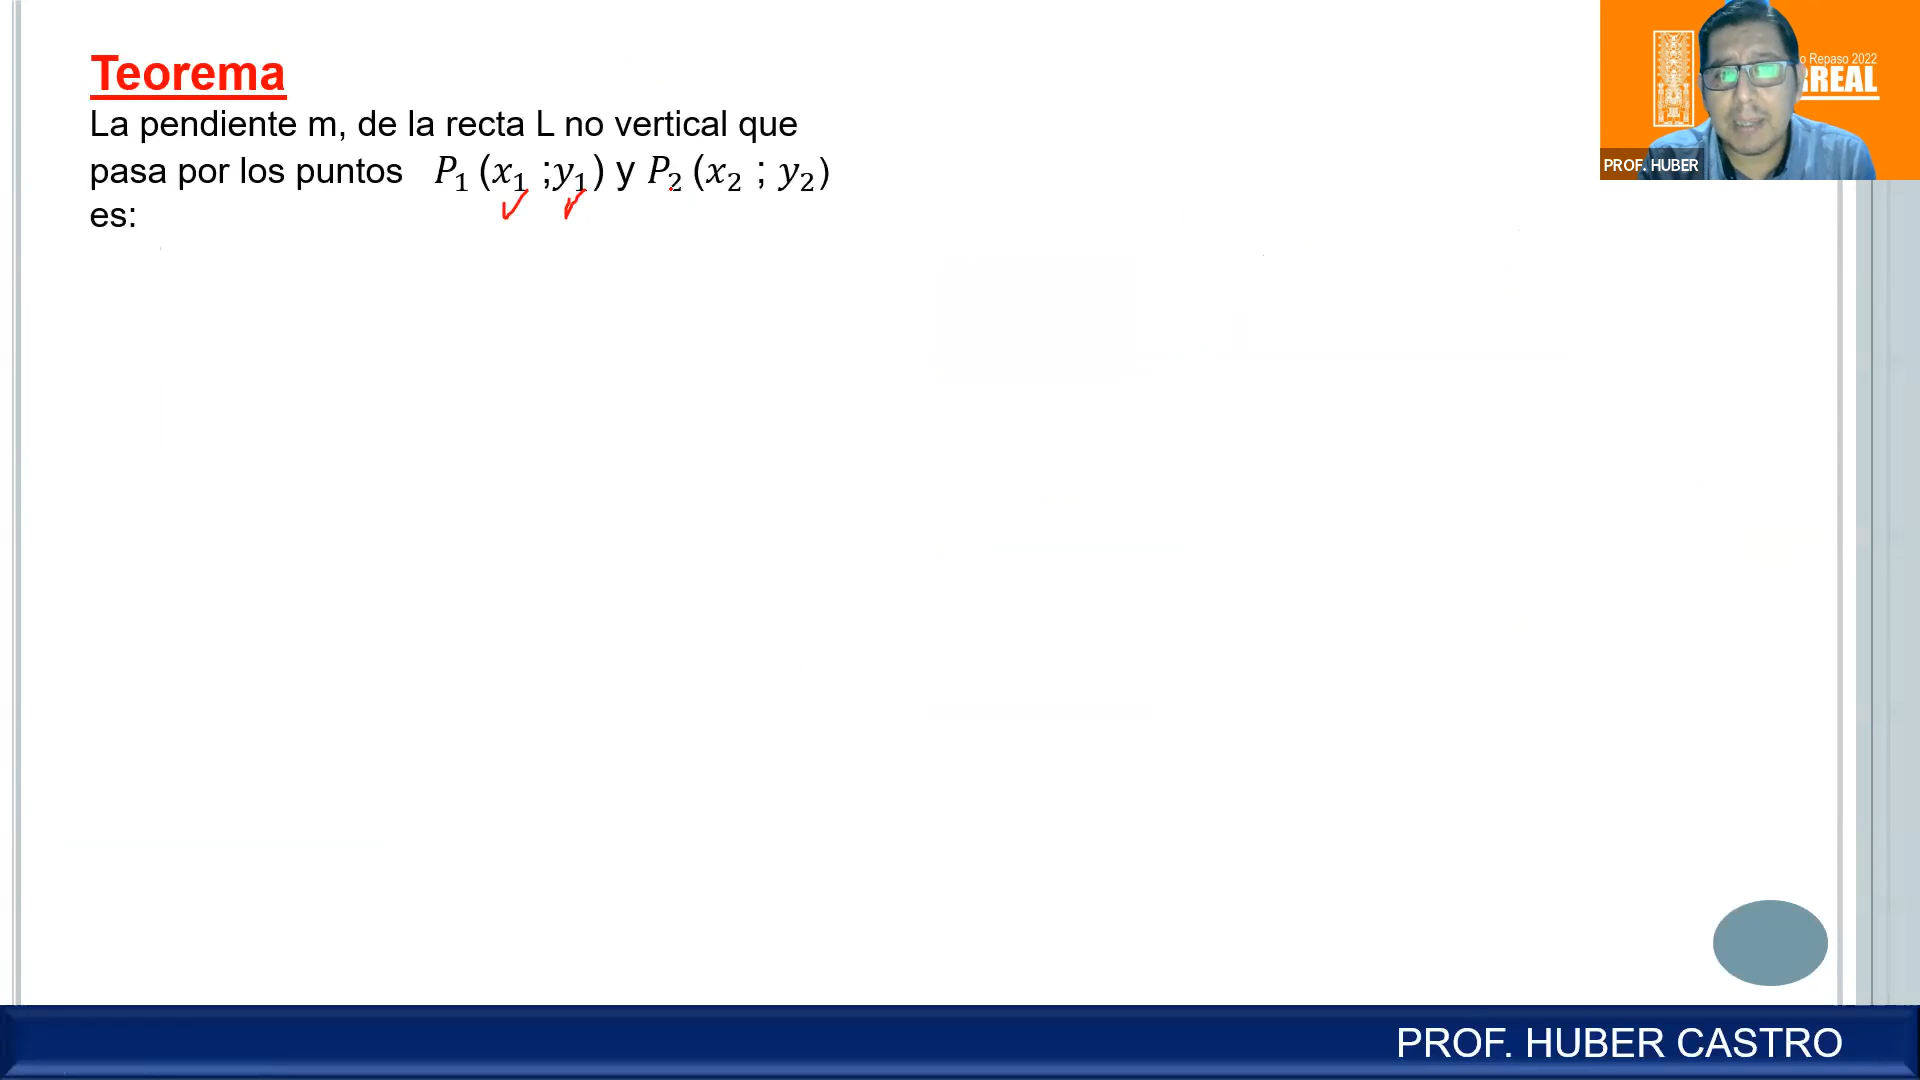 Teorema
La pendiente m, de la recta L no vertical que
pasa por los puntos P₁ (x₁ ;y₁) y P₂ (x₂ ; y₂)
es:
o Repaso 2022
RREAL
PROF. HUBER
PROF. HUBER CASTRO